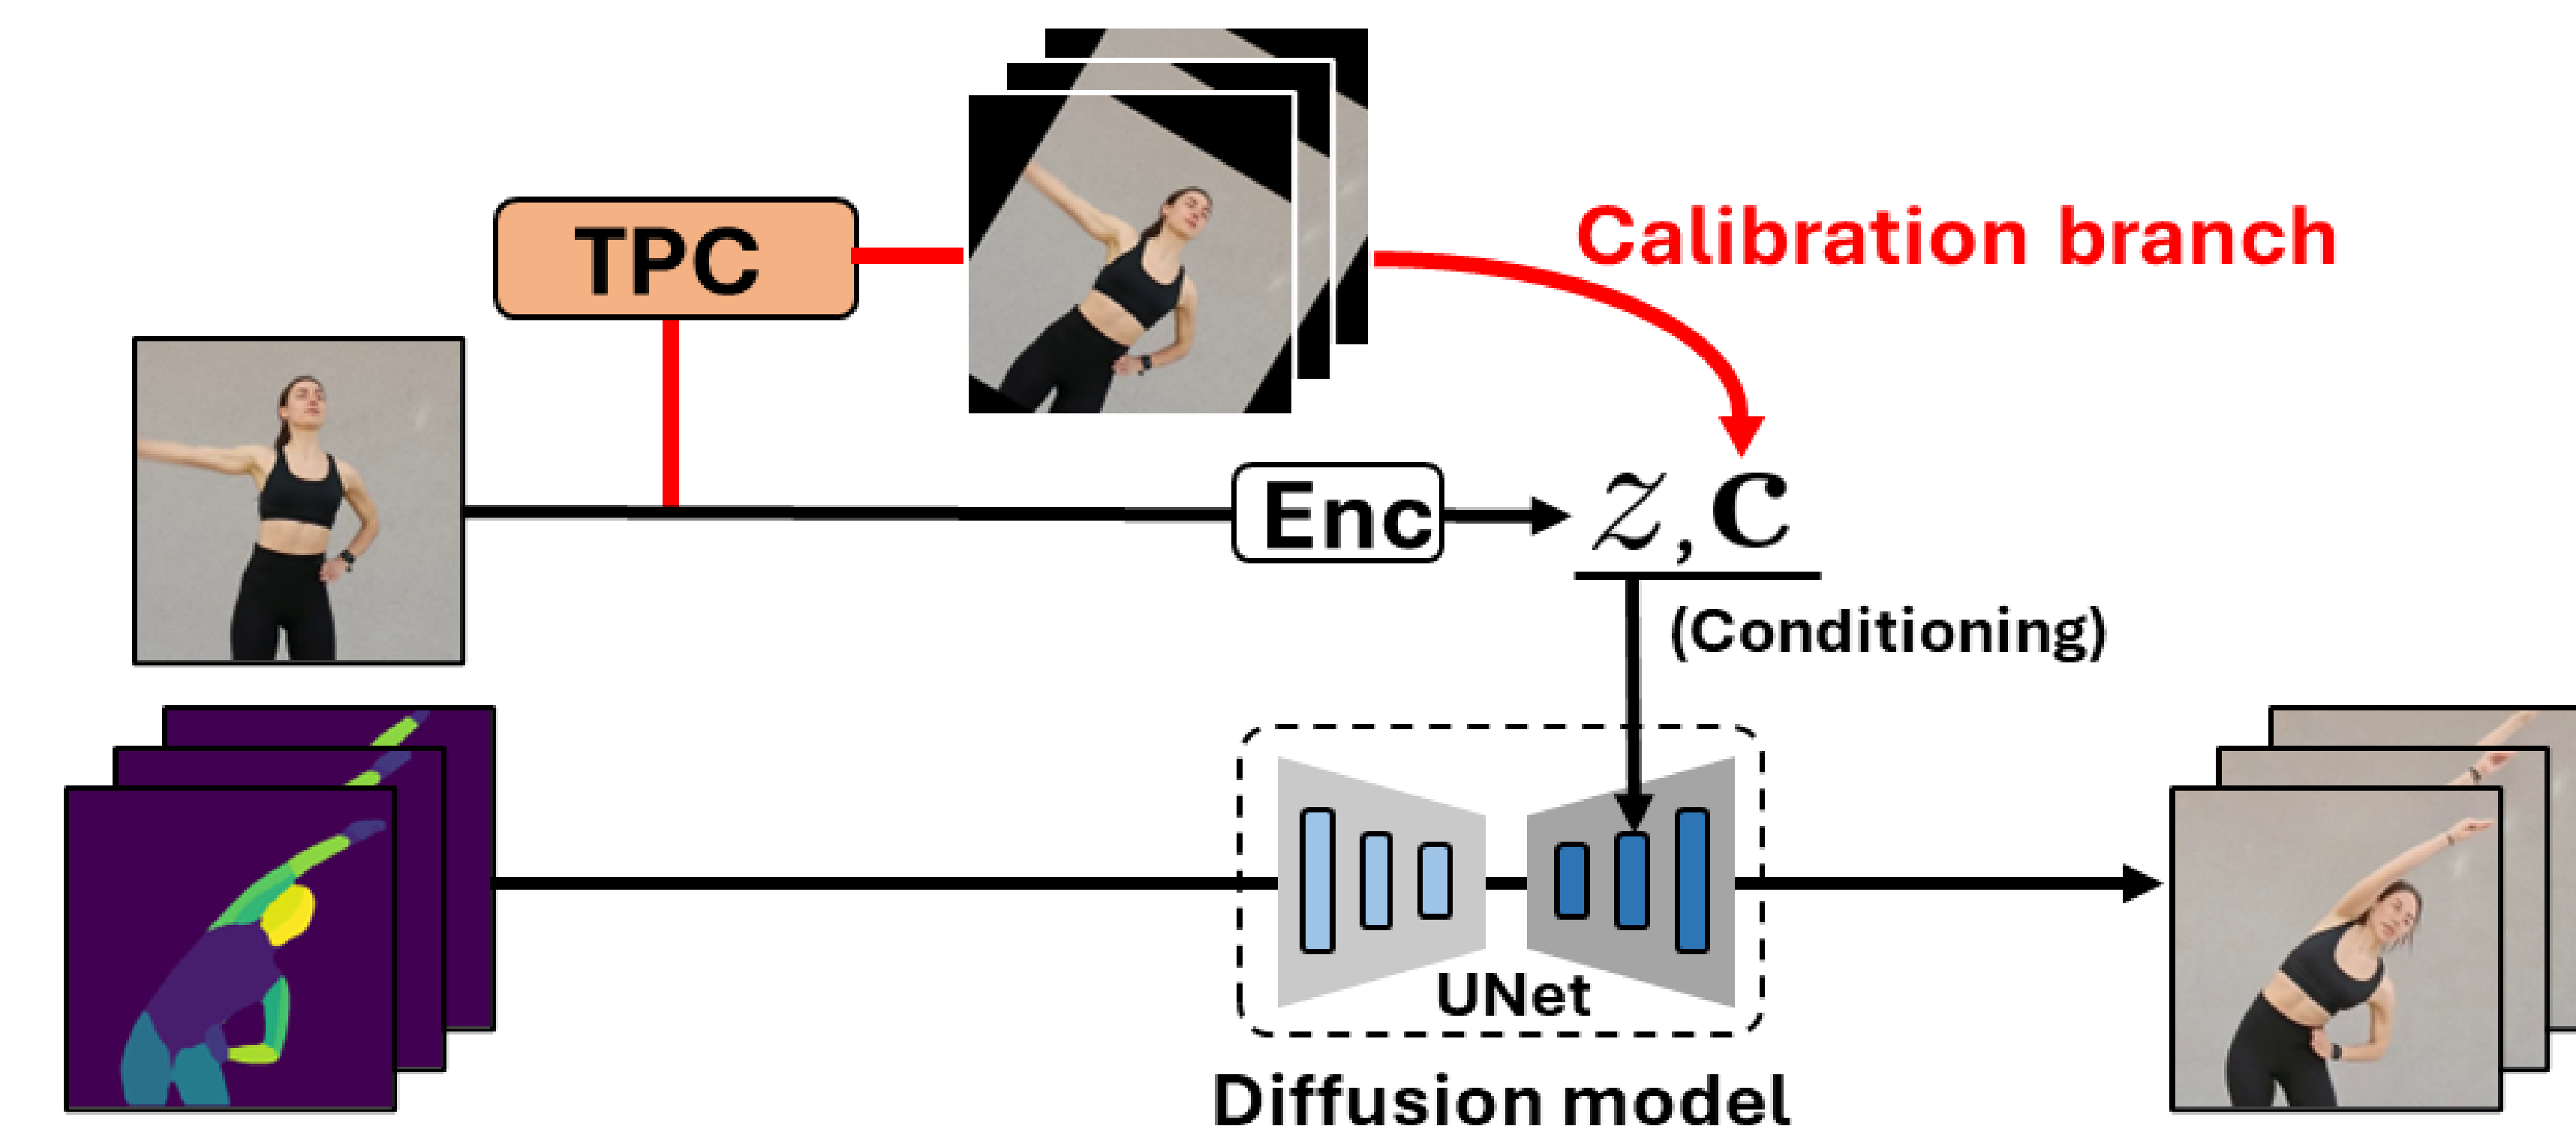 TPC
Calibration branch
Enc
z, c
(Conditioning)
UNet
Diffusion model